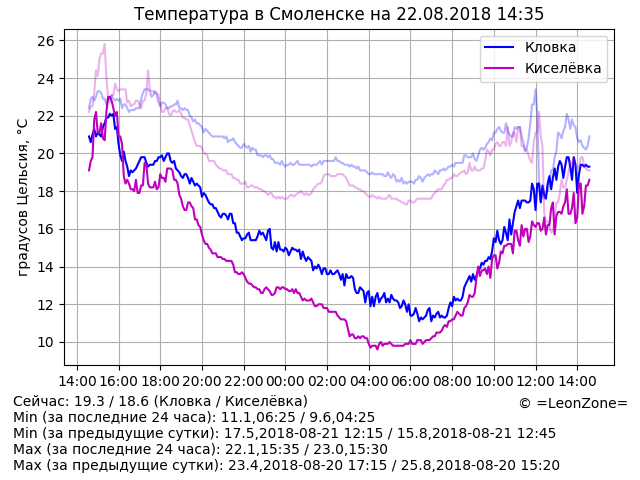 Температура в Смоленске на 22.08.2018 14:35
градусов Цельсия, °C
26
24
22
20
18
16
14
12
10
Кловка
Киселёвка
14:00 16:00 18:00 20:00 22:00 00:00 02:00 04:00 06:00 08:00 10:00 12:00 14:00
Сейчас: 19.3 / 18.6 (Кловка / Киселёвка)
© =LeonZone=
Min (за последние 24 часа): 11.1,06:25 / 9.6,04:25
Min (за предыдущие сутки): 17.5,2018-08-21 12:15 / 15.8,2018-08-21 12:45
Max (за последние 24 часа): 22.1,15:35 / 23.0,15:30
Max (за предыдущие сутки): 23.4,2018-08-20 17:15 / 25.8,2018-08-20 15:20